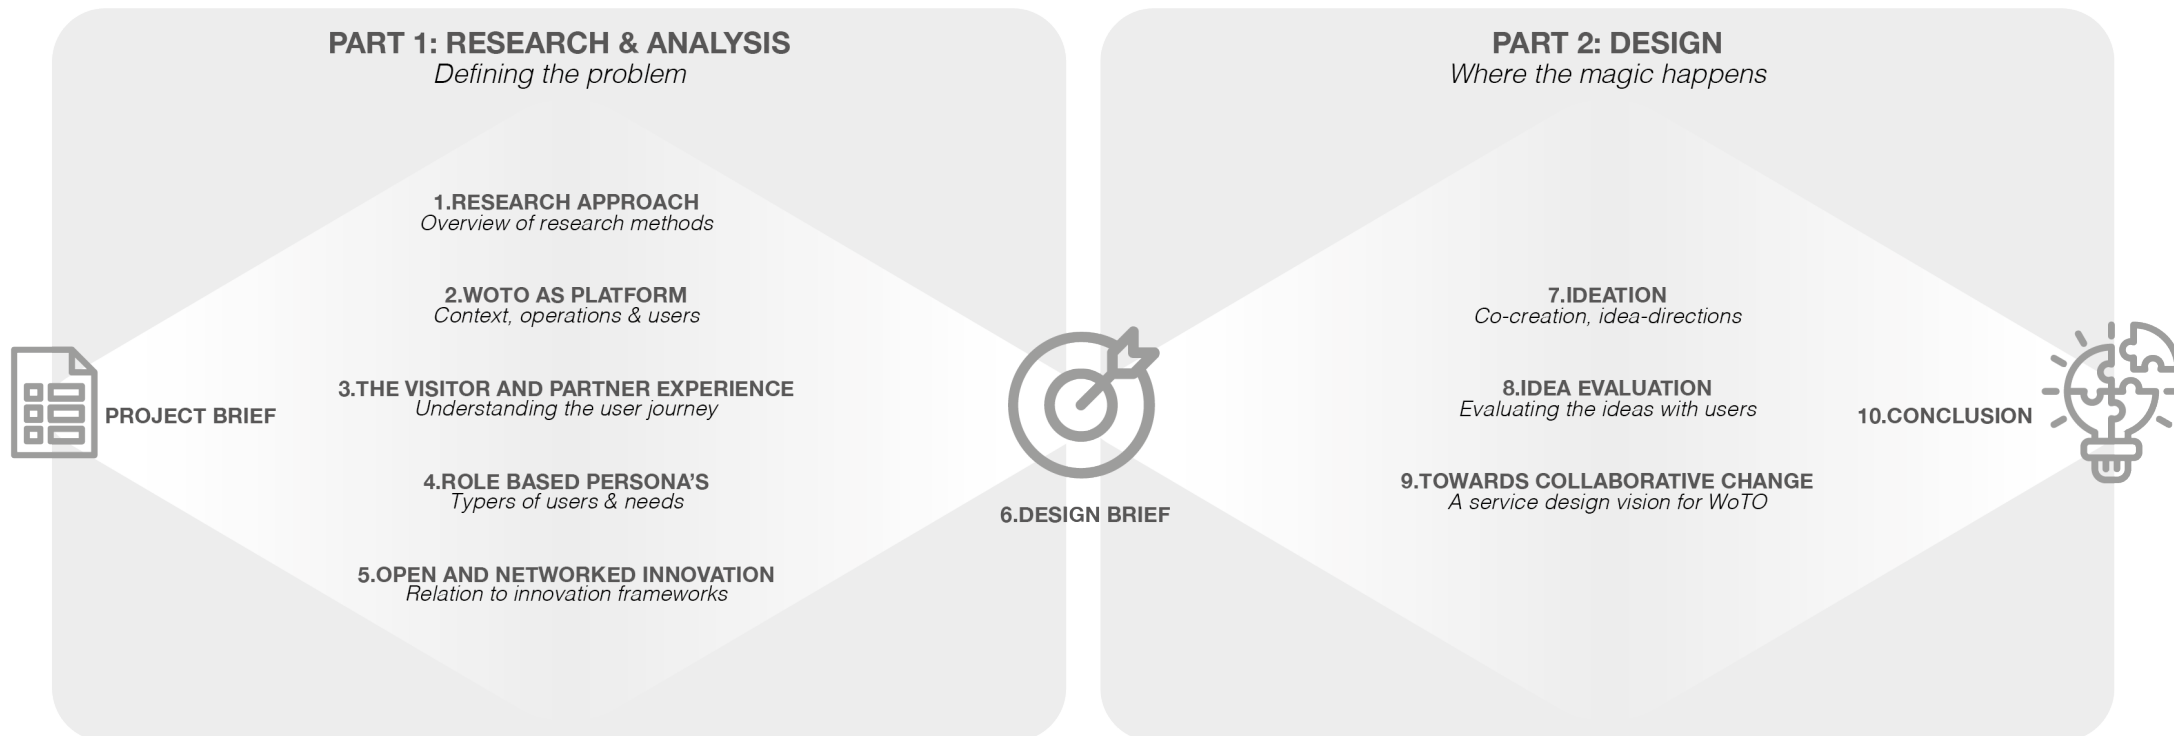 PART 1: RESEARCH & ANALYSIS
Defining the problem
PROJECT BRIEF
1.RESEARCH APPROACH
Overview of research methods
2.WOTO AS PLATFORM
Context, operations & users
3.THE VISITOR AND PARTNER EXPERIENCE
Understanding the user journey
4.ROLE BASED PERSONA’S
Typers of users & needs
5.OPEN AND NETWORKED INNOVATION
Relation to innovation frameworks
6.DESIGN BRIEF
PART 2: DESIGN
Where the magic happens
7.IDEATION
Co-creation, idea-directions
8.IDEA EVALUATION
Evaluating the ideas with users
9.TOWARDS COLLABORATIVE CHANGE
A service design vision for WoTO
10.CONCLUSION